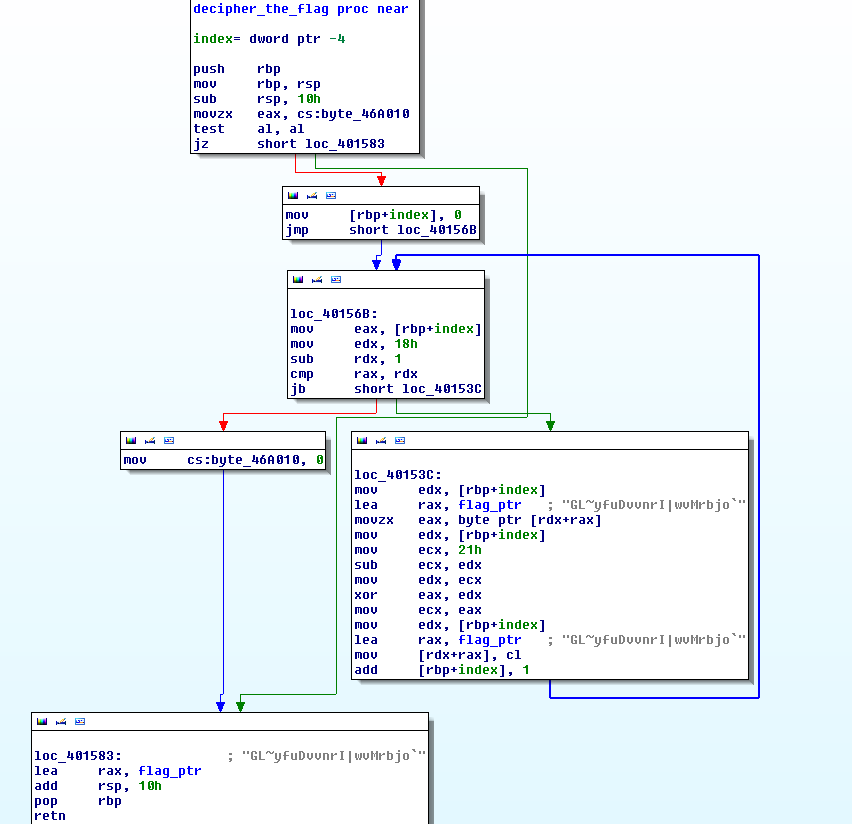 decipher_the_flag proc near
index= dword ptr -4
push    rbp
mov     rbp, rsp
sub     rsp, 10h
movzx   eax, cs:byte_46A010
test    al, al
jz      short loc_401583
mov     [rbp+index], 0
jmp     short loc_40156B
loc_40156B:
mov     eax, [rbp+index]
mov     edx, 18h
sub     rdx, 1
cmp     rax, rdx
jb      short loc_40153C
mov     cs:byte_46A010, 0
loc_40153C:
mov     edx, [rbp+index]
lea     rax, flag_ptr   ; "GL~yfuDvvnrI|wvMrbjo`"
movzx   eax, byte ptr [rdx+rax]
mov     edx, [rbp+index]
mov     ecx, 21h
sub     ecx, edx
mov     edx, ecx
xor     eax, edx
mov     ecx, eax
mov     edx, [rbp+index]
lea     rax, flag_ptr   ; "GL~yfuDvvnrI|wvMrbjo`"
mov     [rdx+rax], cl
add     [rbp+index], 1
loc_401583:             ; "GL~yfuDvvnrI|wvMrbjo`"
lea     rax, flag_ptr
add     rsp, 10h
pop     rbp
retn